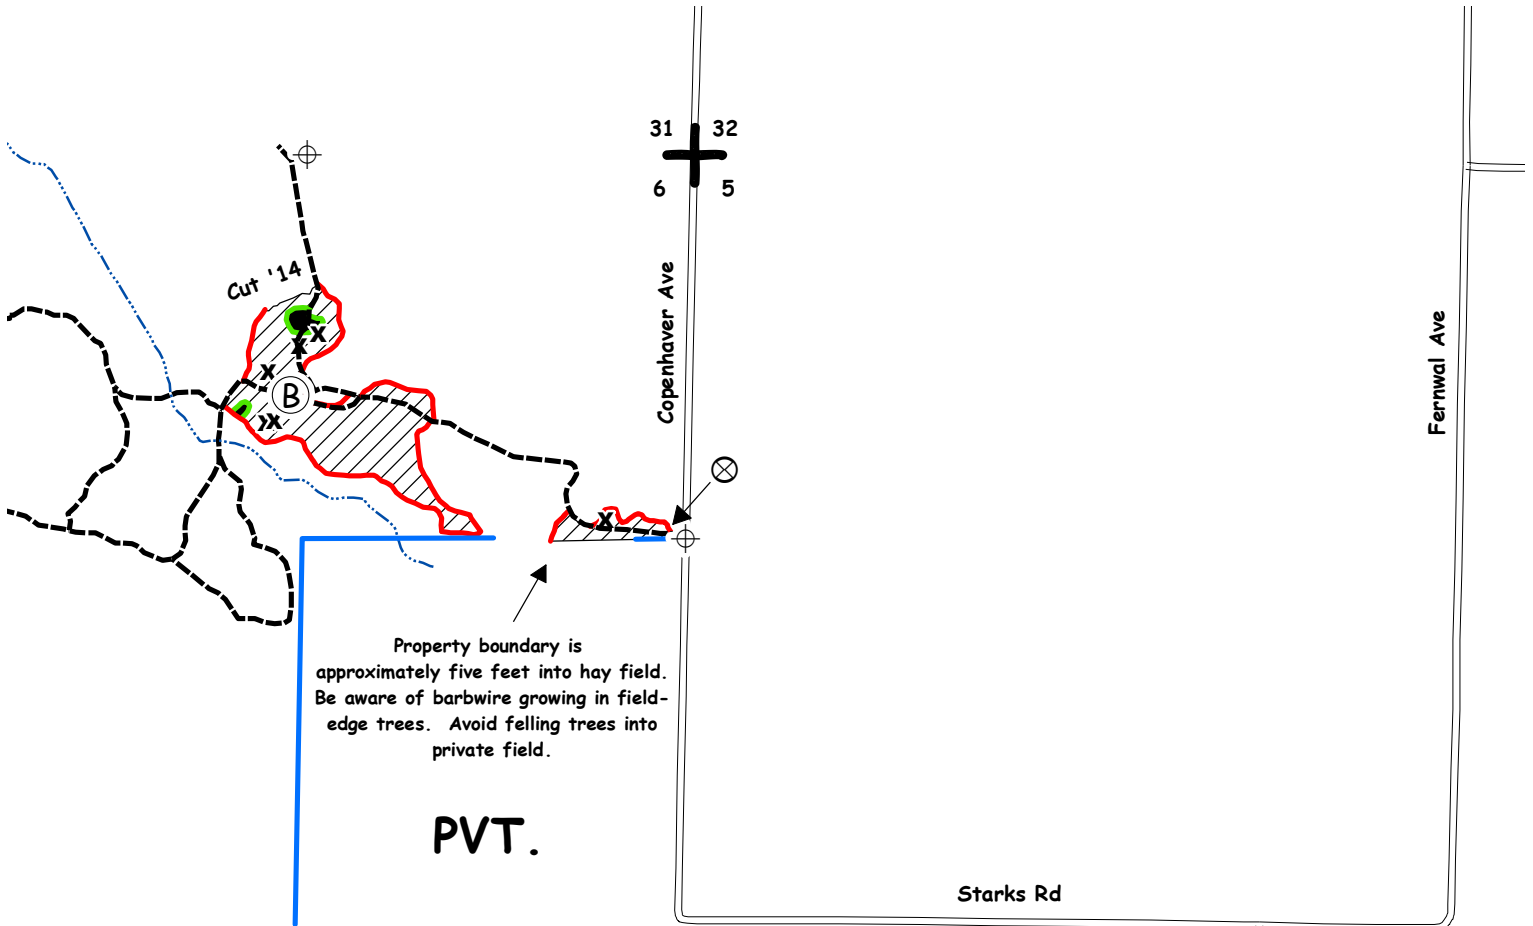 31 32
6 5
Cut '14
Copenhaver Ave
Fernwal Ave
X
X
X
B
XX
X
Property boundary is
approximately five feet into hay field.
Be aware of barbwire growing in field-
edge trees.  Avoid felling trees into
private field.
PVT.
Starks Rd